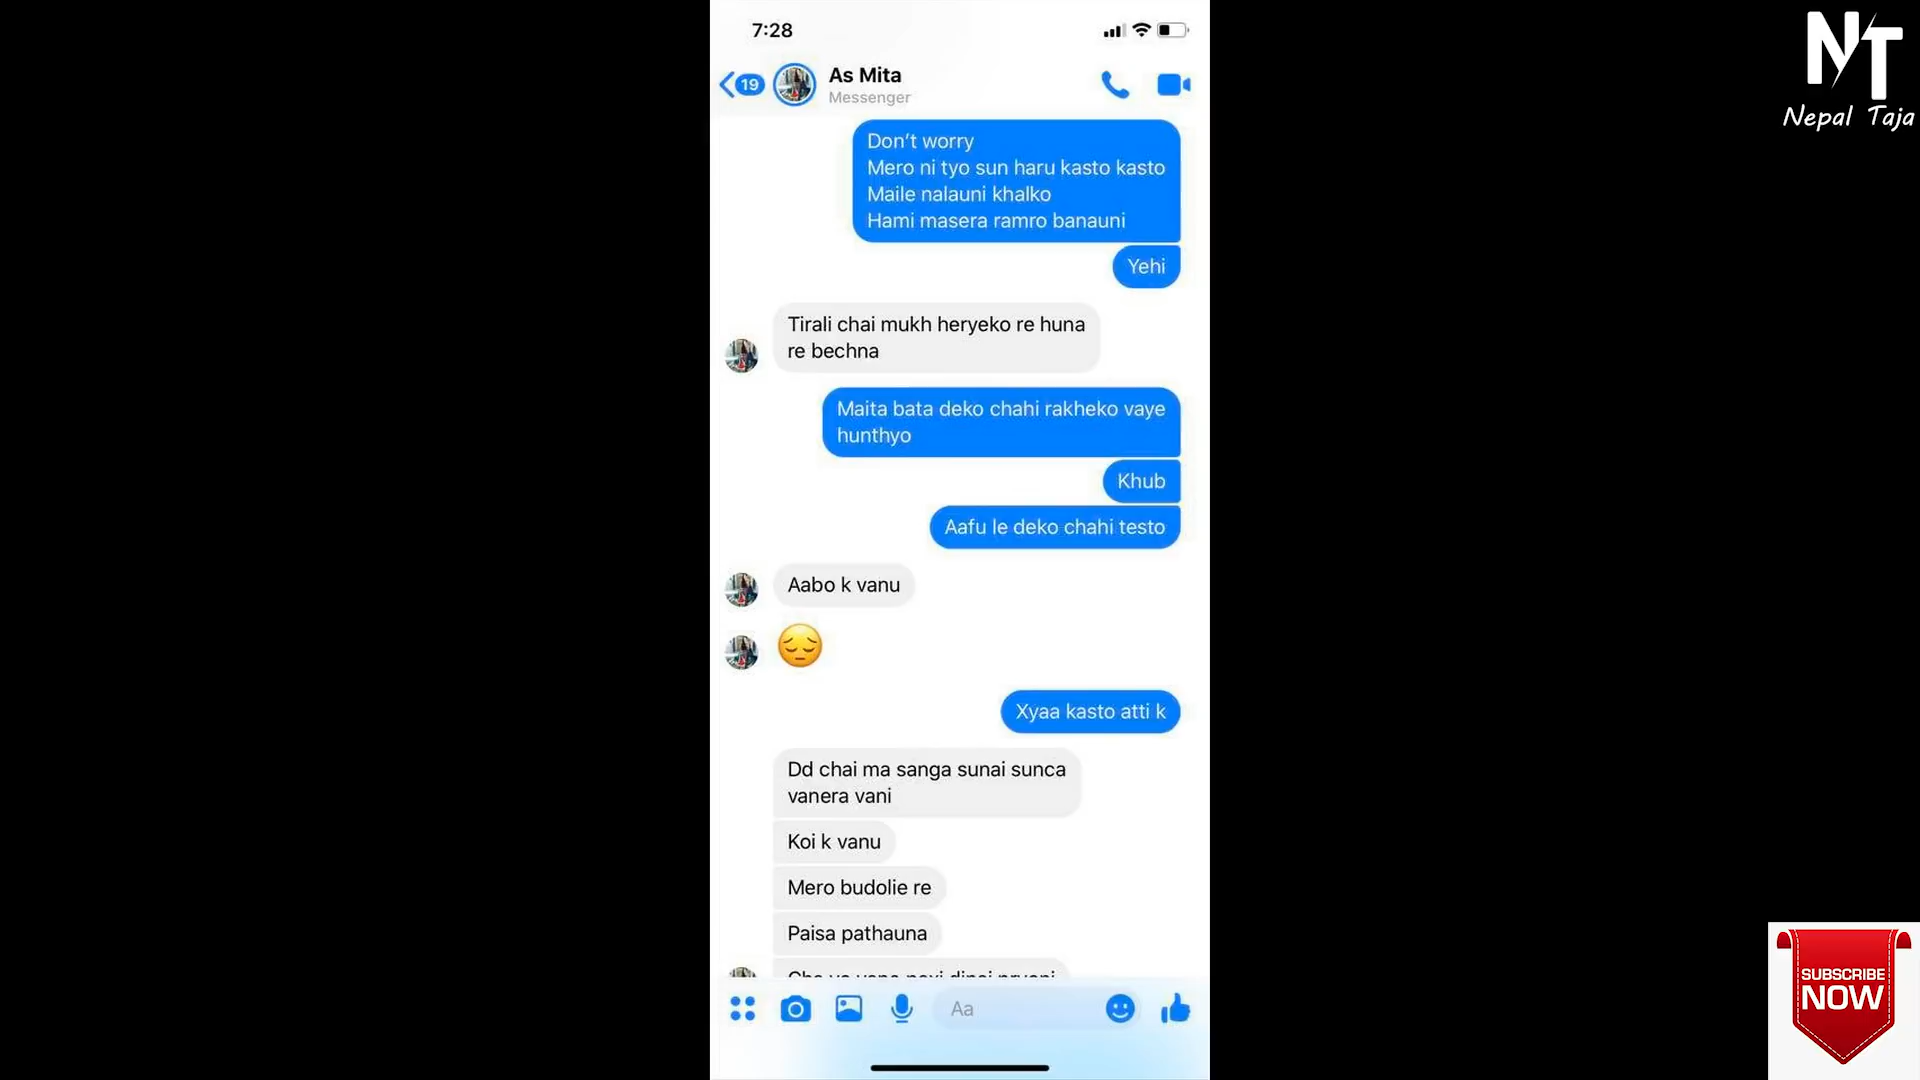 7:28
19
As Mita
Messenger
Don't worry
Mero ni tyo sun haru kasto kasto
Maile nalauni khalko
Hami masera ramro banauni
Yehi
Tirali chai mukh heryeko re huna
re bechna
Maita bata deko chahi rakheko vaye
hunthyo
Khub
Aafu le deko chahi testo
Aabo k vanu
Xyaa kasto atti k
Dd chai ma sanga sunai sunca
vanera vani
Koi k vanu
Mero budolie re
Paisa pathauna
Aa
NT
Nepal Taja
SUBSCRIBE
NOW